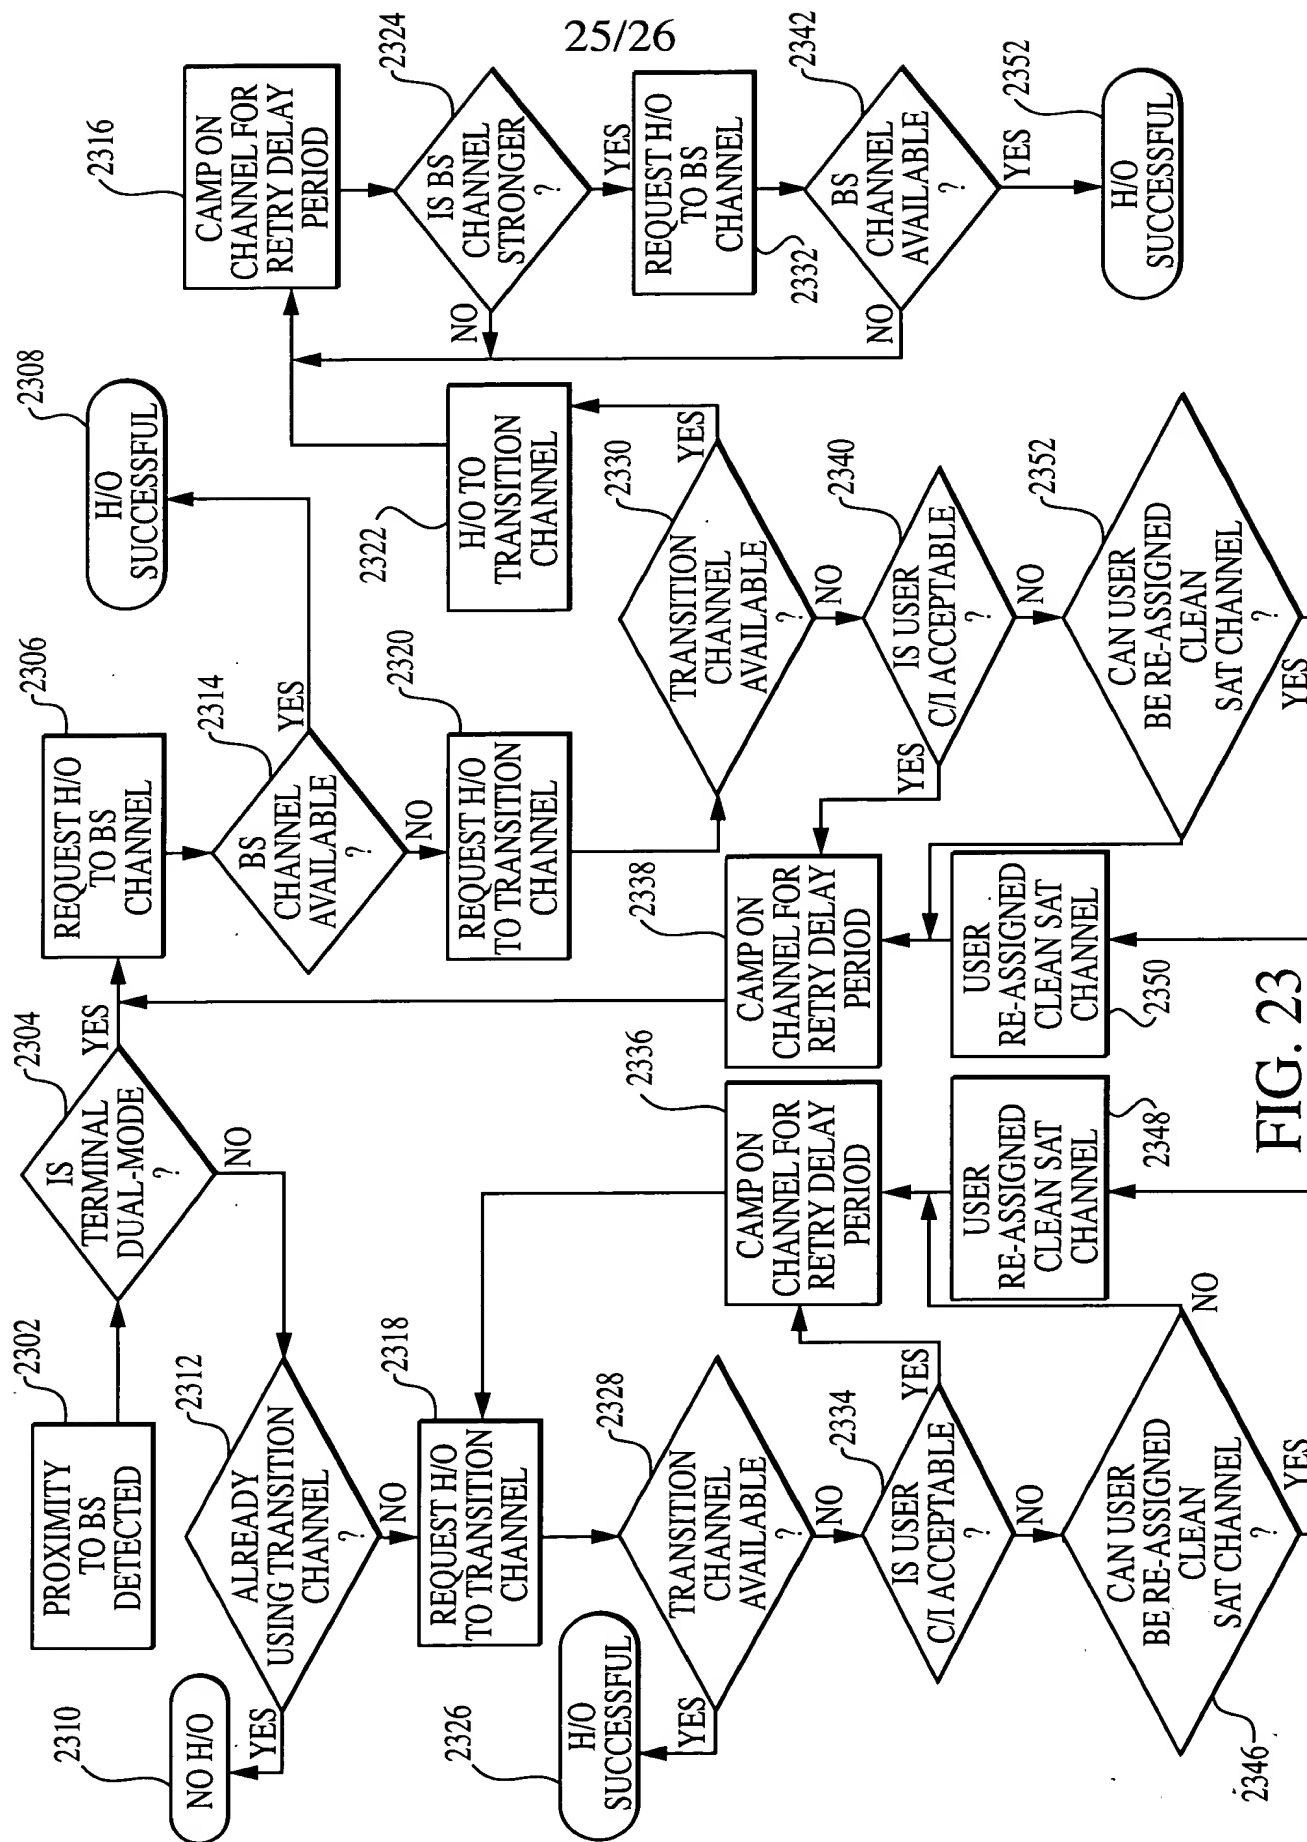 25/26
2302
PROXIMITY
TO BS
DETECTED
2304
IS
TERMINAL
DUAL-MODE
?
YES
NO
2306
REQUEST H/O
TO BS
CHANNEL
2308
H/O
SUCCESSFUL
2310
NO H/O
2312
ALREADY
USING TRANSITION
CHANNEL
?
YES
NO
2314
BS
CHANNEL
AVAILABLE
?
YES
NO
2316
CAMP ON
CHANNEL FOR
RETRY DELAY
PERIOD
2318
REQUEST H/O
TO TRANSITION
CHANNEL
2320
REQUEST H/O
TO TRANSITION
CHANNEL
2322
H/O TO
TRANSITION
CHANNEL
2324
IS BS
CHANNEL
STRONGER
?
NO
YES
2326
H/O
SUCCESSFUL
2328
TRANSITION
CHANNEL
AVAILABLE
?
YES
NO
2330
TRANSITION
CHANNEL
AVAILABLE
?
YES
NO
2332
REQUEST H/O
TO BS
CHANNEL
2334
IS USER
C/I ACCEPTABLE
?
YES
NO
2336
CAMP ON
CHANNEL FOR
RETRY DELAY
PERIOD
2338
CAMP ON
CHANNEL FOR
RETRY DELAY
PERIOD
2340
IS USER
C/I ACCEPTABLE
?
YES
NO
2342
BS
CHANNEL
AVAILABLE
?
NO
YES
2346
CAN USER
BE RE-ASSIGNED
CLEAN
SAT CHANNEL
?
NO
YES
2348
USER
RE-ASSIGNED
CLEAN SAT
CHANNEL
2350
USER
RE-ASSIGNED
CLEAN SAT
CHANNEL
2352
CAN USER
BE RE-ASSIGNED
CLEAN
SAT CHANNEL
?
YES
2352
H/O
SUCCESSFUL
FIG. 23